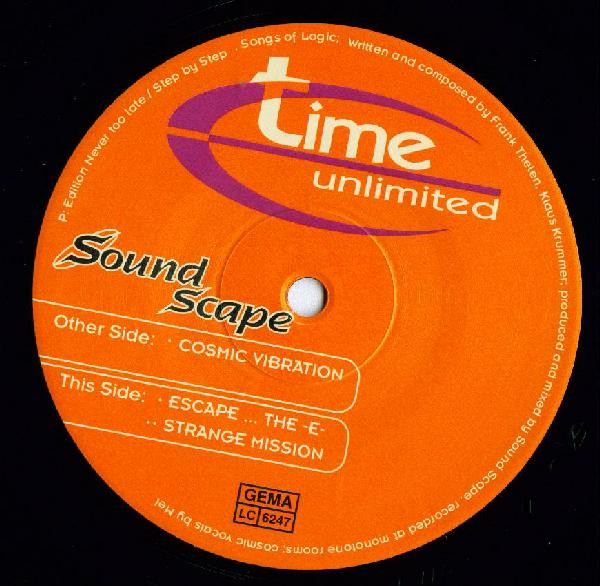 P: Edition Never too late / Step by Step . Songs of Logic; written and composed by Frank Thelen, Klaus Krummer; produced and mixed by Sound Scape, recorded at monotone rooms; cosmic vocals by Mel
time
unlimited
Sound
Scape
Other Side: · COSMIC VIBRATION
This Side: · ESCAPE ... THE -E-
·· STRANGE MISSION
GEMA
LC 6247